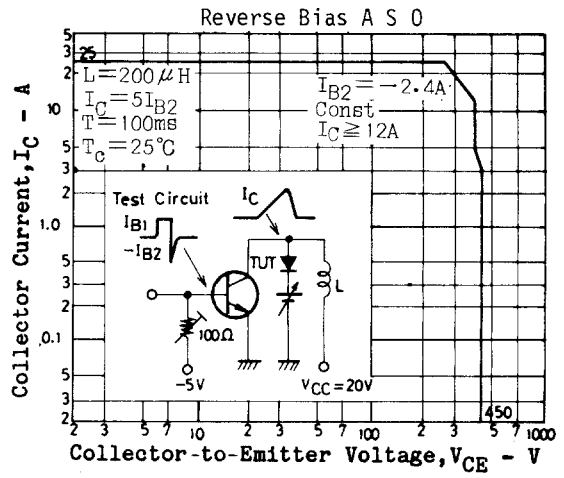 Reverse Bias A S O
Collector Current, IC – A
5
3
25
2
10
5
3
2
1.0
5
3
2
0.1
5
3
2
L=200μH
IC=5IB2
T=100ms
TC=25℃
IB2=−2.4A
Const
IC≧12A
Test Circuit
IC
IB1
−IB2
TUT
L
100Ω
−5V
VCC=20V
450
2 3 5 7 10 2 3 5 7 100 2 3 5 7 1000
Collector-to-Emitter Voltage, VCE – V